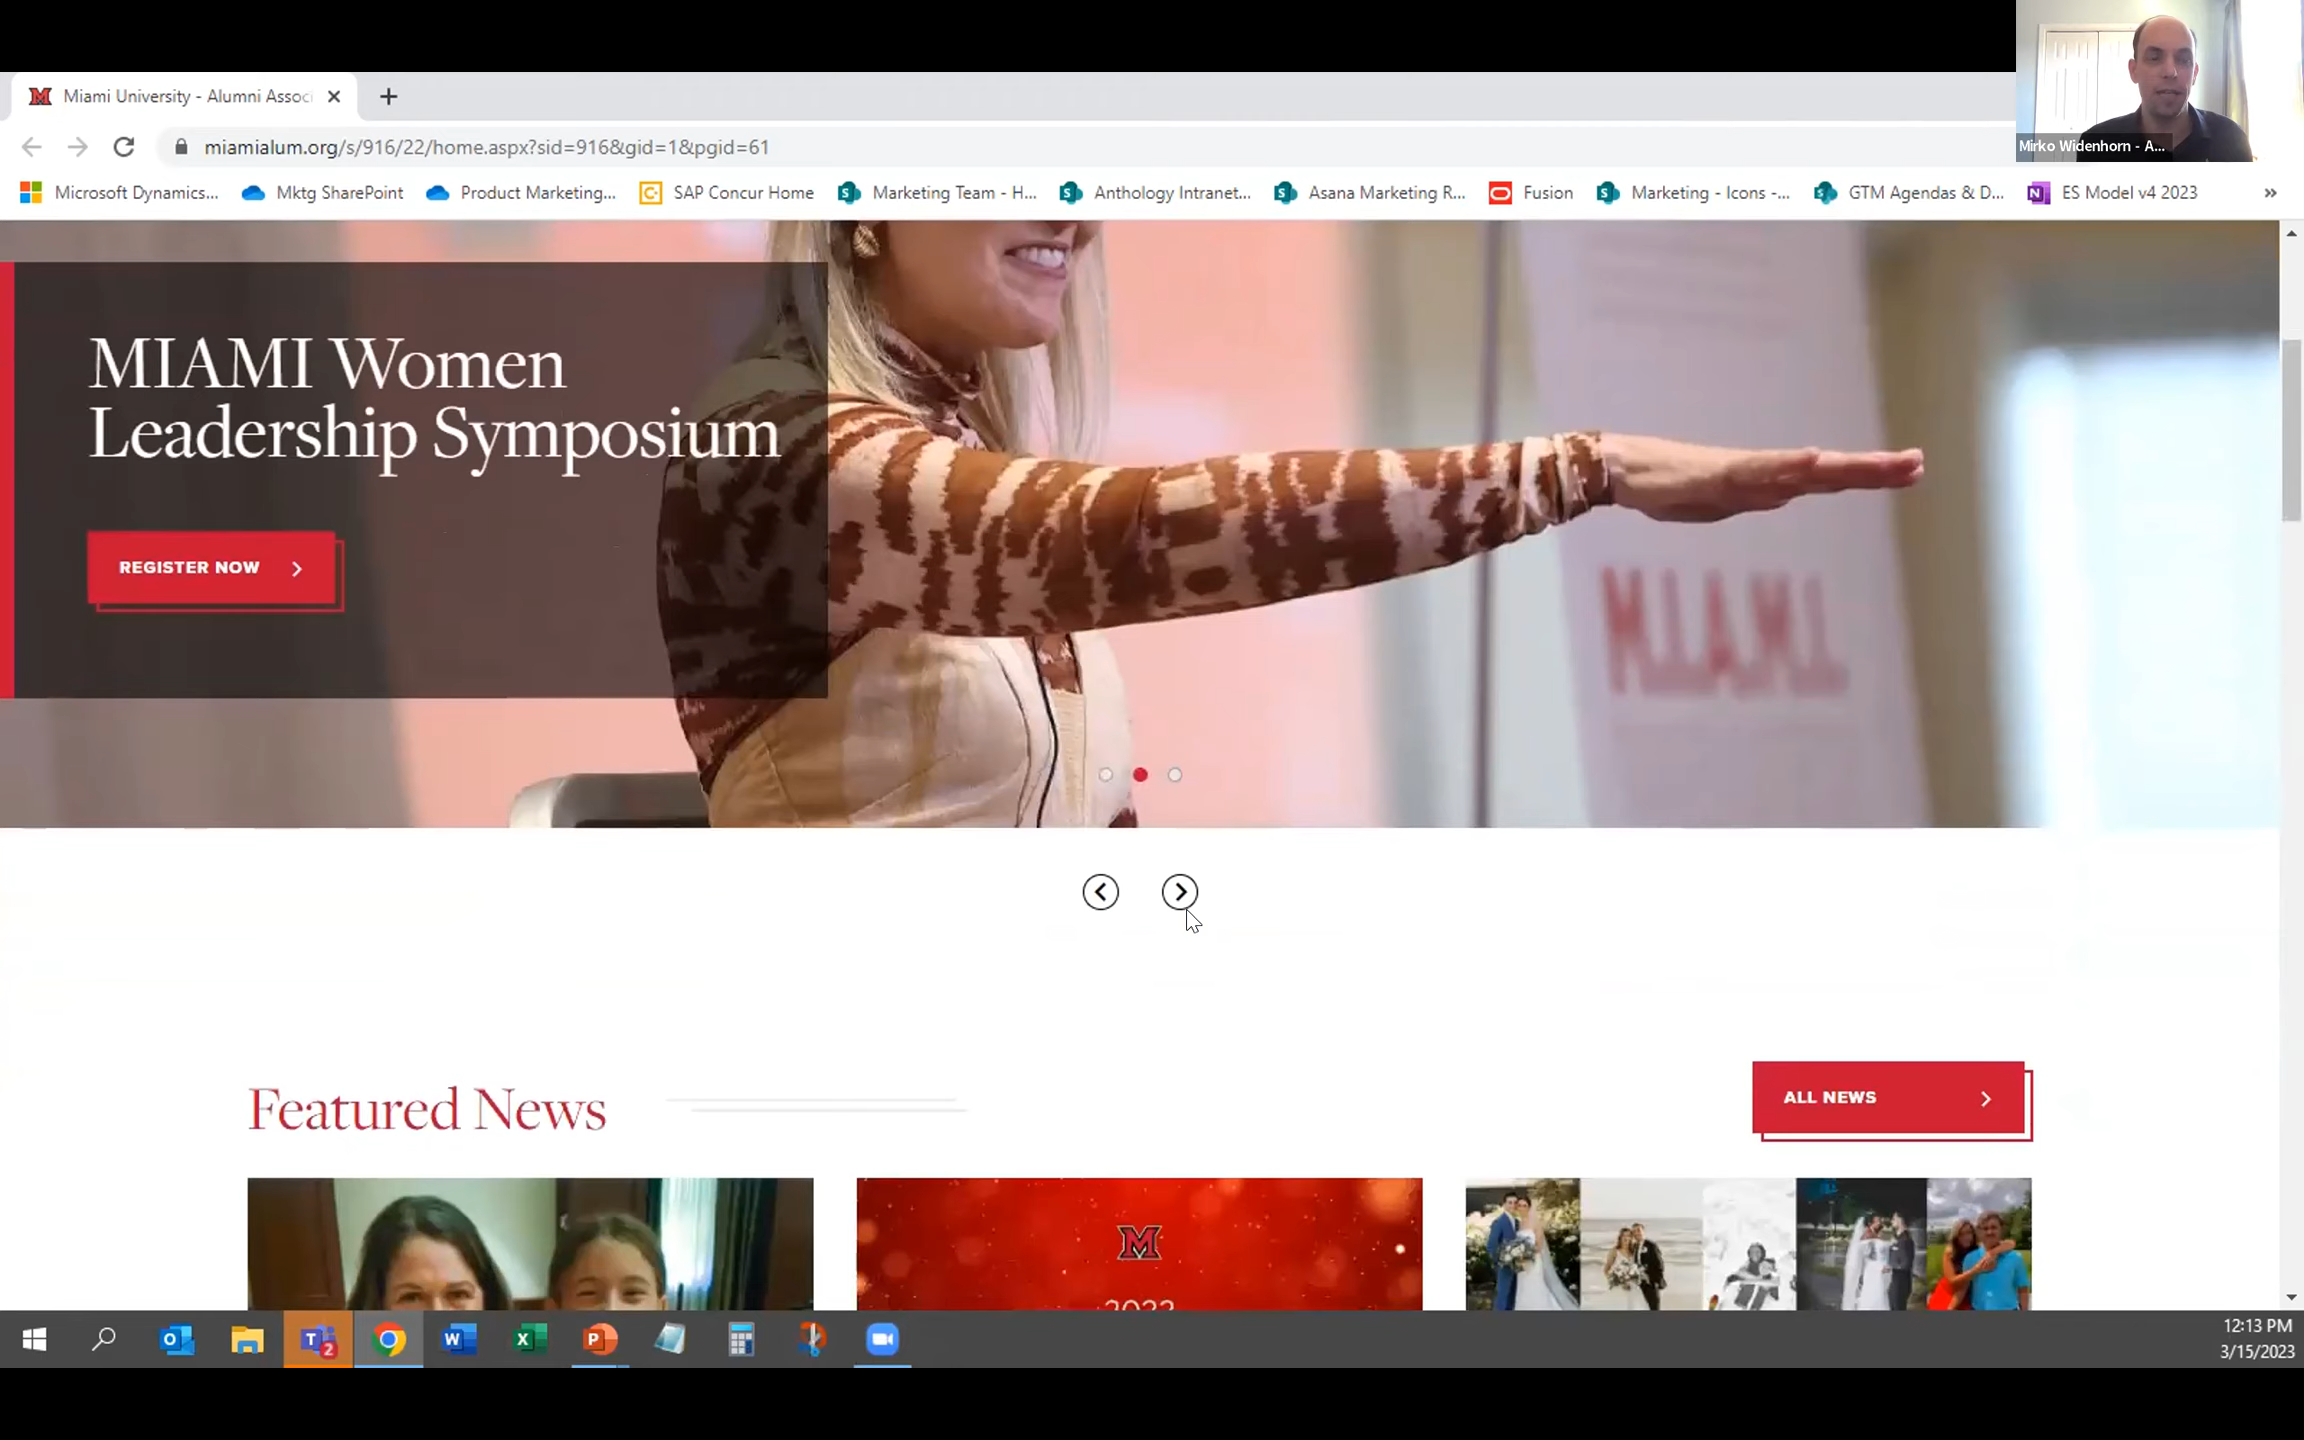 Miami University - Alumni Assoc
miamialum.org/s/916/22/home.aspx?sid=916&gid=1&pgid=61
Mirko Widenhorn - A...
Microsoft Dynamics... Mktg SharePoint Product Marketing... SAP Concur Home Marketing Team - H... Anthology Intranet... Asana Marketing R... Fusion Marketing - Icons -... GTM Agendas & D... ES Model v4 2023 »
MIAMI Women
Leadership Symposium
REGISTER NOW
MIAMI
Featured News
ALL NEWS
M
2022
12:13 PM
3/15/2023